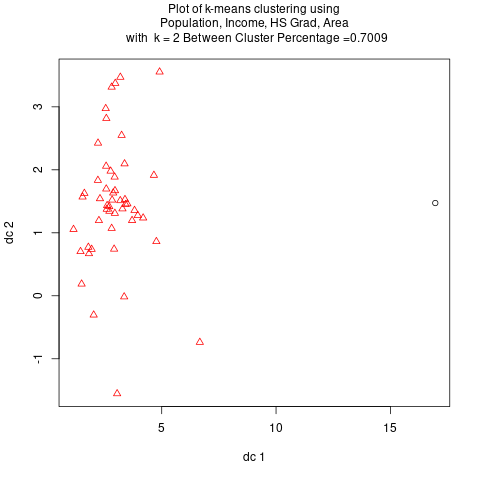 Plot of k-means clustering using
Population, Income, HS Grad, Area
with k = 2 Between Cluster Percentage =0.7009
3
2
1
0
-1
dc 2
5 10 15
dc 1